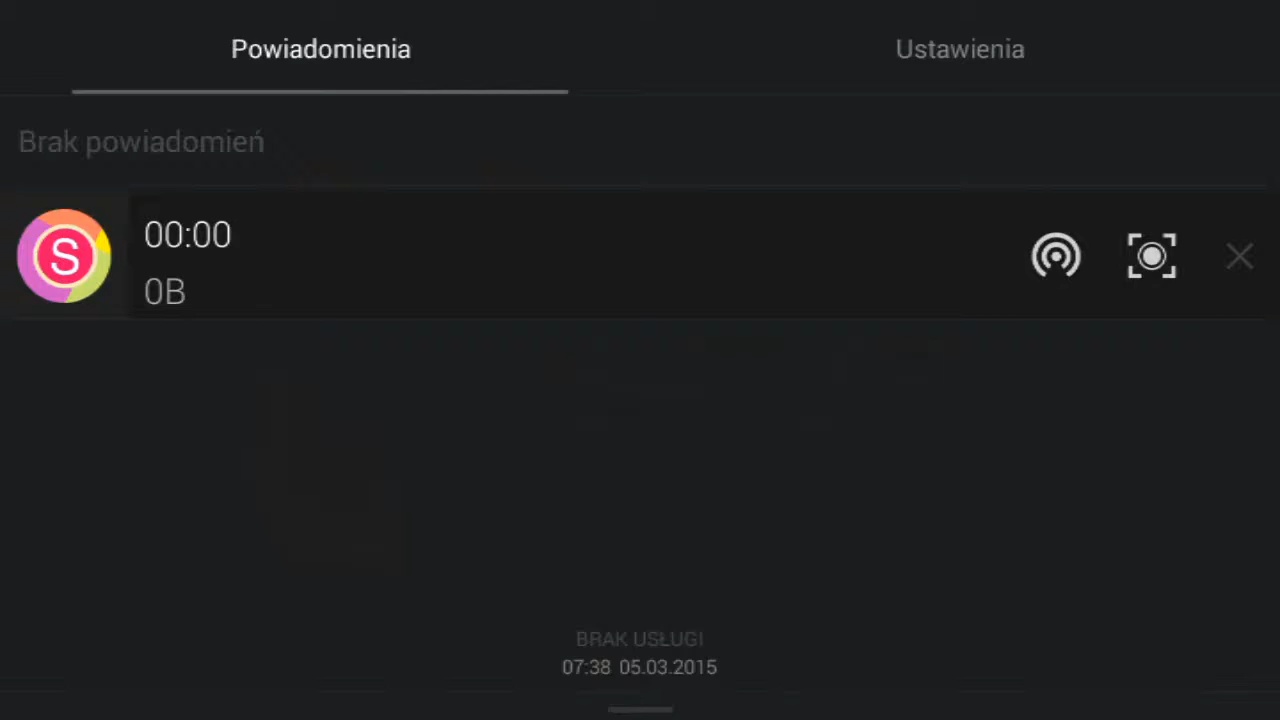 Powiadomienia
Ustawienia
Brak powiadomień
S
00:00
0B
BRAK USŁUGI
07:38 05.03.2015